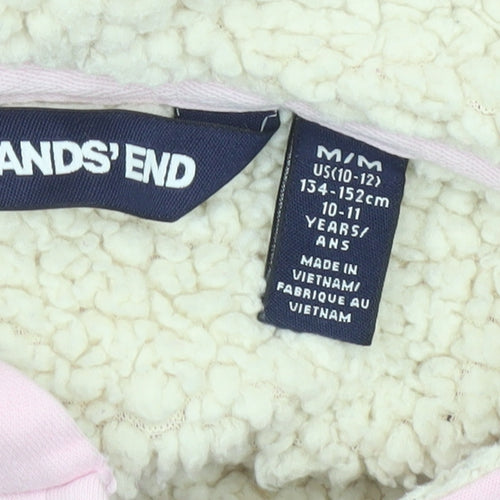 ANDS' END
M/M
US(10-12)
134-152cm
10-11
YEARS/
ANS
MADE IN
VIETNAM/
FABRIQUE AU
VIETNAM